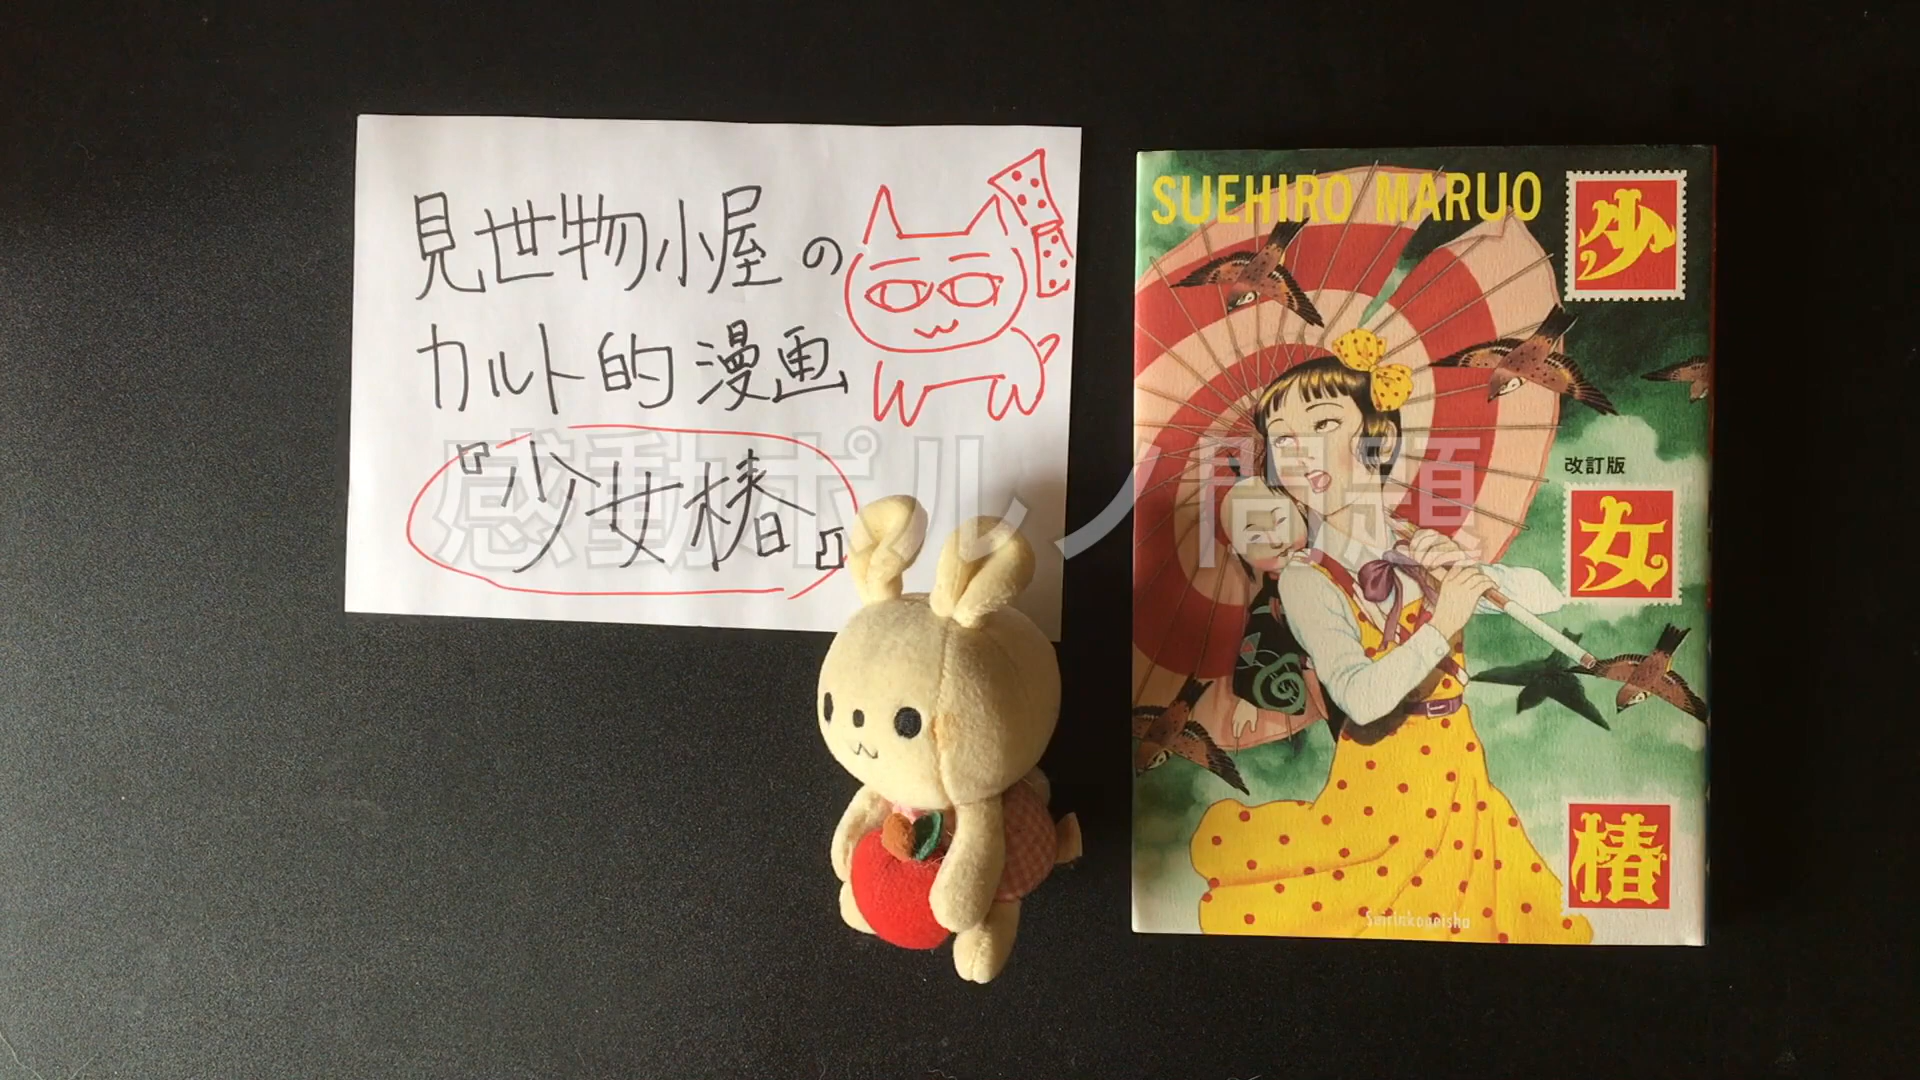 見世物小屋の
カルト的漫画
『少女椿』
感動ポルノ問題
SUEHIRO MARUO
少
改訂版
女
椿
Seirinkogeisha